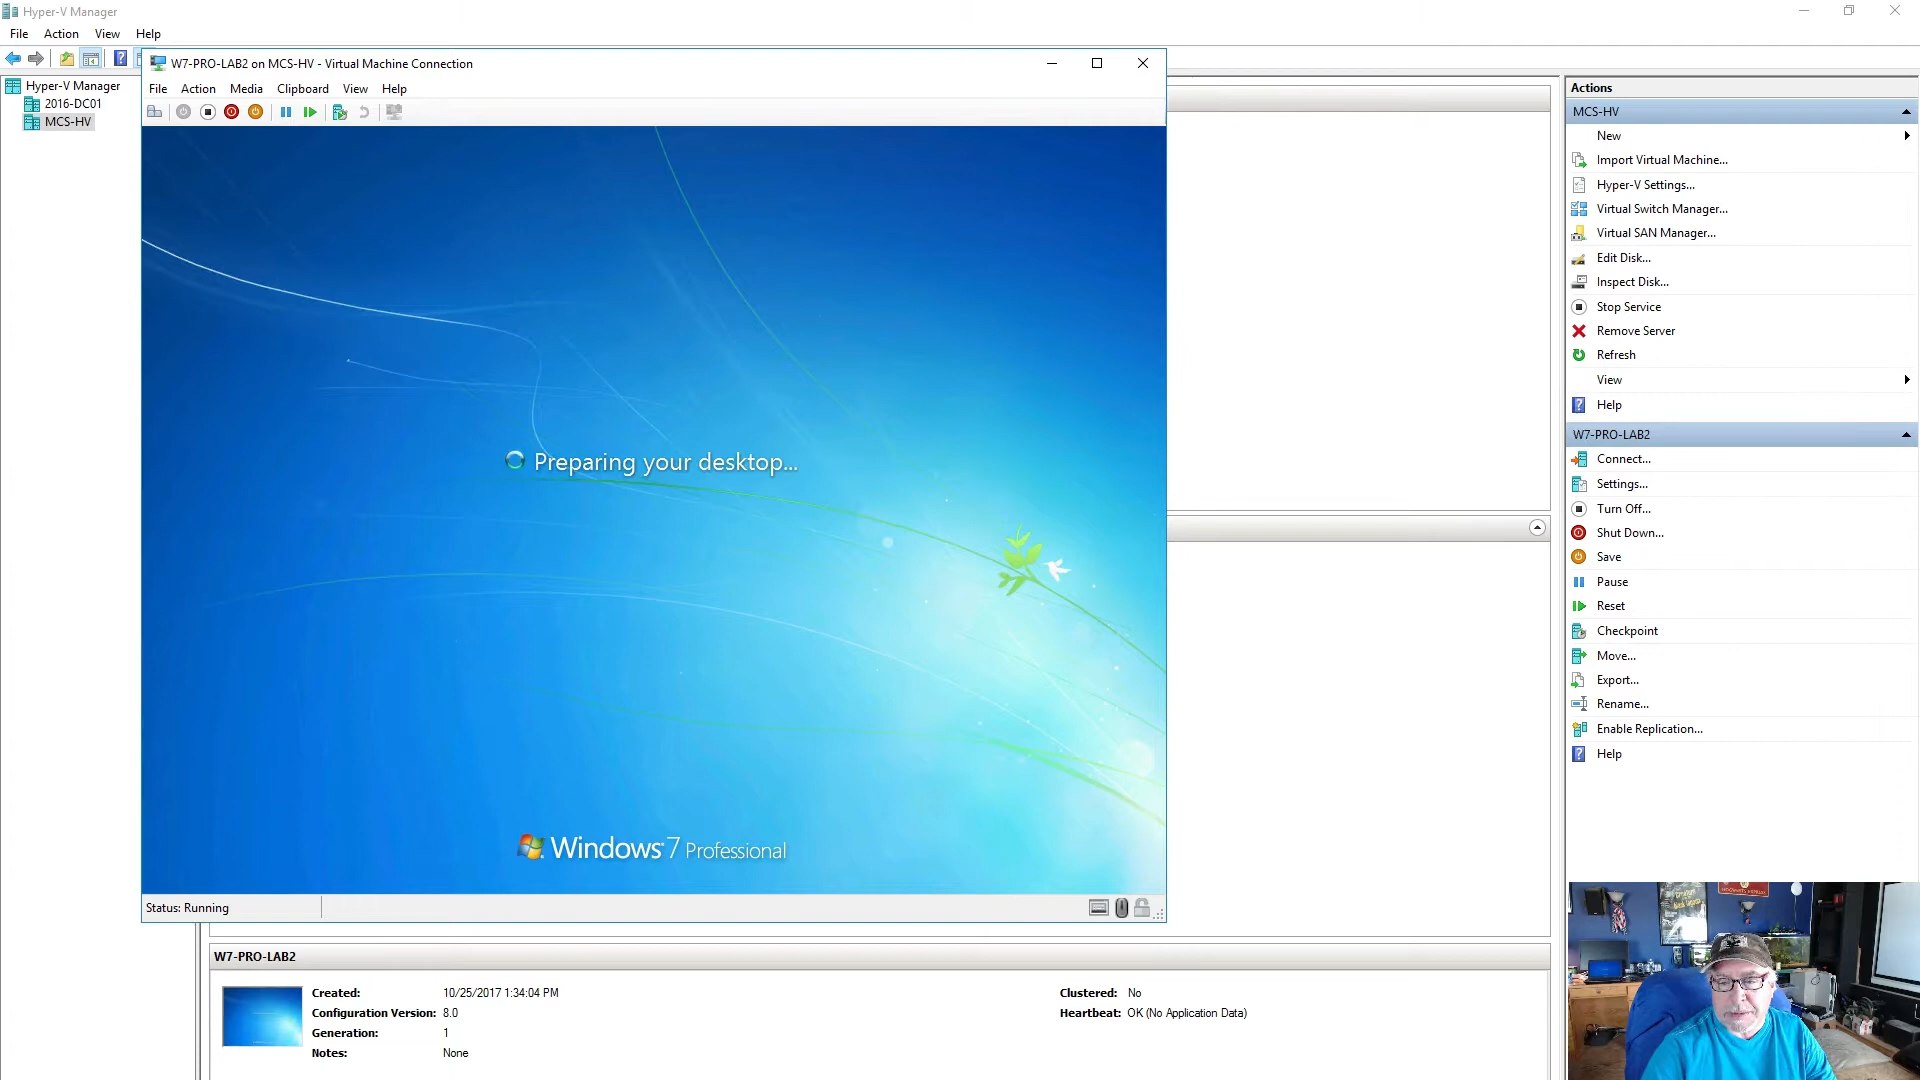 Hyper-V Manager
File Action View Help
W7-PRO-LAB2 on MCS-HV - Virtual Machine Connection
File Action Media Clipboard View Help
Hyper-V Manager
2016-DC01
MCS-HV
Preparing your desktop...
Windows 7 Professional
Status: Running
W7-PRO-LAB2
Created: 10/25/2017 1:34:04 PM
Configuration Version: 8.0
Generation: 1
Notes: None
Clustered: No
Heartbeat: OK (No Application Data)
Actions
MCS-HV
New
Import Virtual Machine...
Hyper-V Settings...
Virtual Switch Manager...
Virtual SAN Manager...
Edit Disk...
Inspect Disk...
Stop Service
Remove Server
Refresh
View
Help
W7-PRO-LAB2
Connect...
Settings...
Turn Off...
Shut Down...
Save
Pause
Reset
Checkpoint
Move...
Export...
Rename...
Enable Replication...
Help